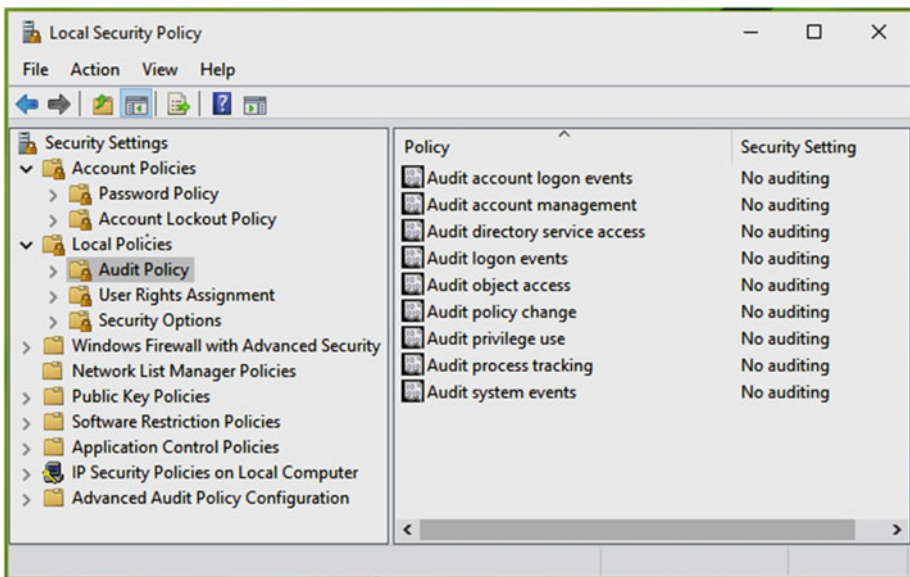 Local Security Policy
File Action View Help
Security Settings
Account Policies
Password Policy
Account Lockout Policy
Local Policies
Audit Policy
User Rights Assignment
Security Options
Windows Firewall with Advanced Security
Network List Manager Policies
Public Key Policies
Software Restriction Policies
Application Control Policies
IP Security Policies on Local Computer
Advanced Audit Policy Configuration
Policy Security Setting
Audit account logon events No auditing
Audit account management No auditing
Audit directory service access No auditing
Audit logon events No auditing
Audit object access No auditing
Audit policy change No auditing
Audit privilege use No auditing
Audit process tracking No auditing
Audit system events No auditing